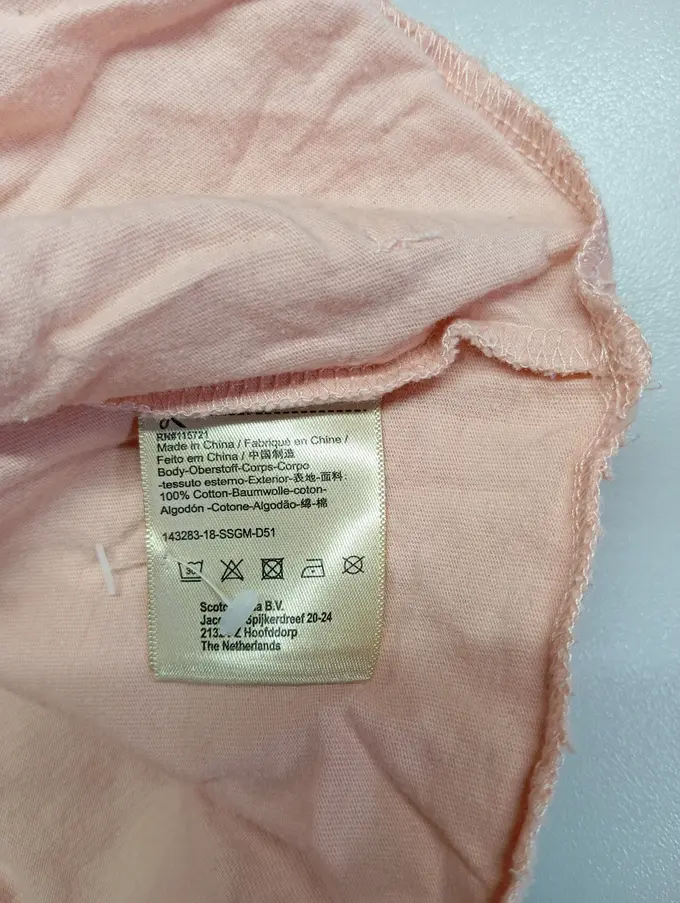 RN#115721
Made in China / Fabriqué en Chine /
Feito em China / 中国制造
Body-Oberstoff-Corps-Corpo
-tessuto esterno-Exterior-表地-面料:
100% Cotton-Baumwolle-coton-
Algodón -Cotone-Algodão-綿-棉
143283-18-SSGM-D51
30
B.V.
Spijkerdreef 20-24
Hoofddorp
The Netherlands